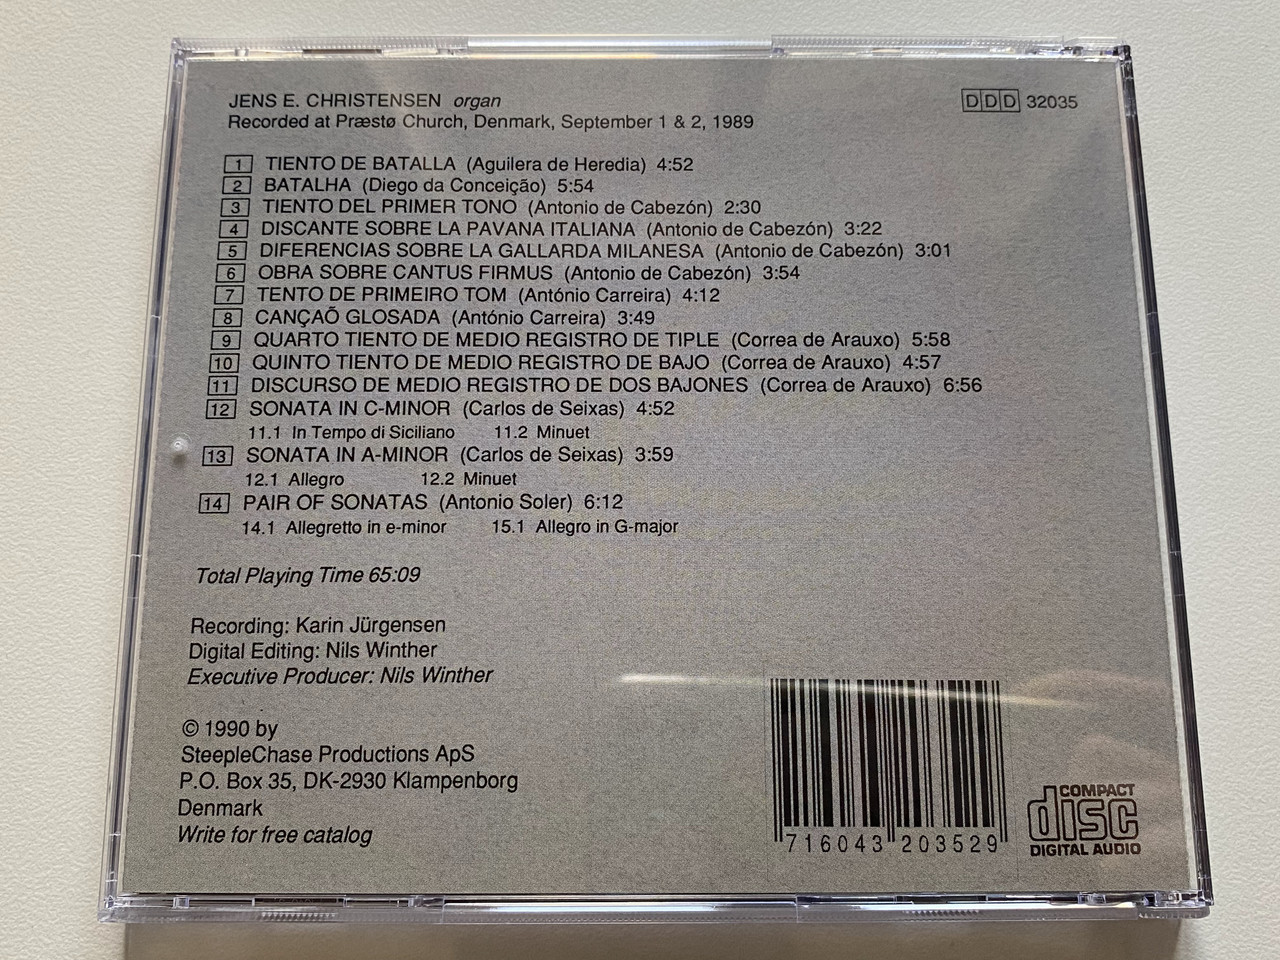 JENS E. CHRISTENSEN organ
DDD 32035
Recorded at Præstø Church, Denmark, September 1 & 2, 1989
1 TIENTO DE BATALLA (Aguilera de Heredia) 4:52
2 BATALHA (Diego da Conceição) 5:54
3 TIENTO DEL PRIMER TONO (Antonio de Cabezón) 2:30
4 DISCANTE SOBRE LA PAVANA ITALIANA (Antonio de Cabezón) 3:22
5 DIFERENCIAS SOBRE LA GALLARDA MILANESA (Antonio de Cabezón) 3:01
6 OBRA SOBRE CANTUS FIRMUS (Antonio de Cabezón) 3:54
7 TENTO DE PRIMEIRO TOM (António Carreira) 4:12
8 CANÇAÕ GLOSADA (António Carreira) 3:49
9 QUARTO TIENTO DE MEDIO REGISTRO DE TIPLE (Correa de Arauxo) 5:58
10 QUINTO TIENTO DE MEDIO REGISTRO DE BAJO (Correa de Arauxo) 4:57
11 DISCURSO DE MEDIO REGISTRO DE DOS BAJONES (Correa de Arauxo) 6:56
12 SONATA IN C-MINOR (Carlos de Seixas) 4:52
11.1 In Tempo di Siciliano 11.2 Minuet
13 SONATA IN A-MINOR (Carlos de Seixas) 3:59
12.1 Allegro 12.2 Minuet
14 PAIR OF SONATAS (Antonio Soler) 6:12
14.1 Allegretto in e-minor 15.1 Allegro in G-major
Total Playing Time 65:09
Recording: Karin Jürgensen
Digital Editing: Nils Winther
Executive Producer: Nils Winther
© 1990 by
SteepleChase Productions ApS
P.O. Box 35, DK-2930 Klampenborg
Denmark
Write for free catalog
716043 203529
COMPACT
disc
DIGITAL AUDIO